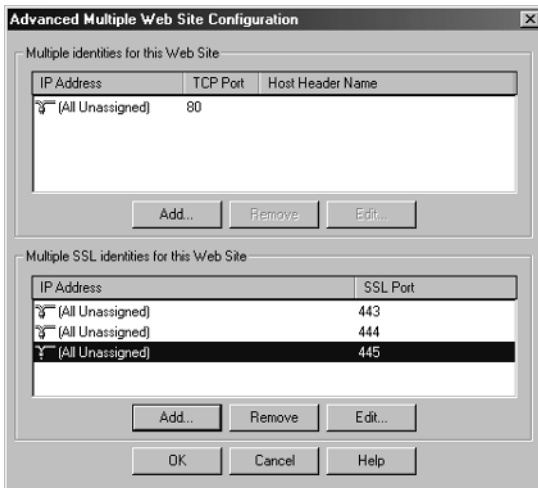 Advanced Multiple Web Site Configuration
Multiple identities for this Web Site
IP Address TCP Port Host Header Name
(All Unassigned) 80
Add... Remove Edit...
Multiple SSL identities for this Web Site
IP Address SSL Port
(All Unassigned) 443
(All Unassigned) 444
(All Unassigned) 445
Add... Remove Edit...
OK Cancel Help